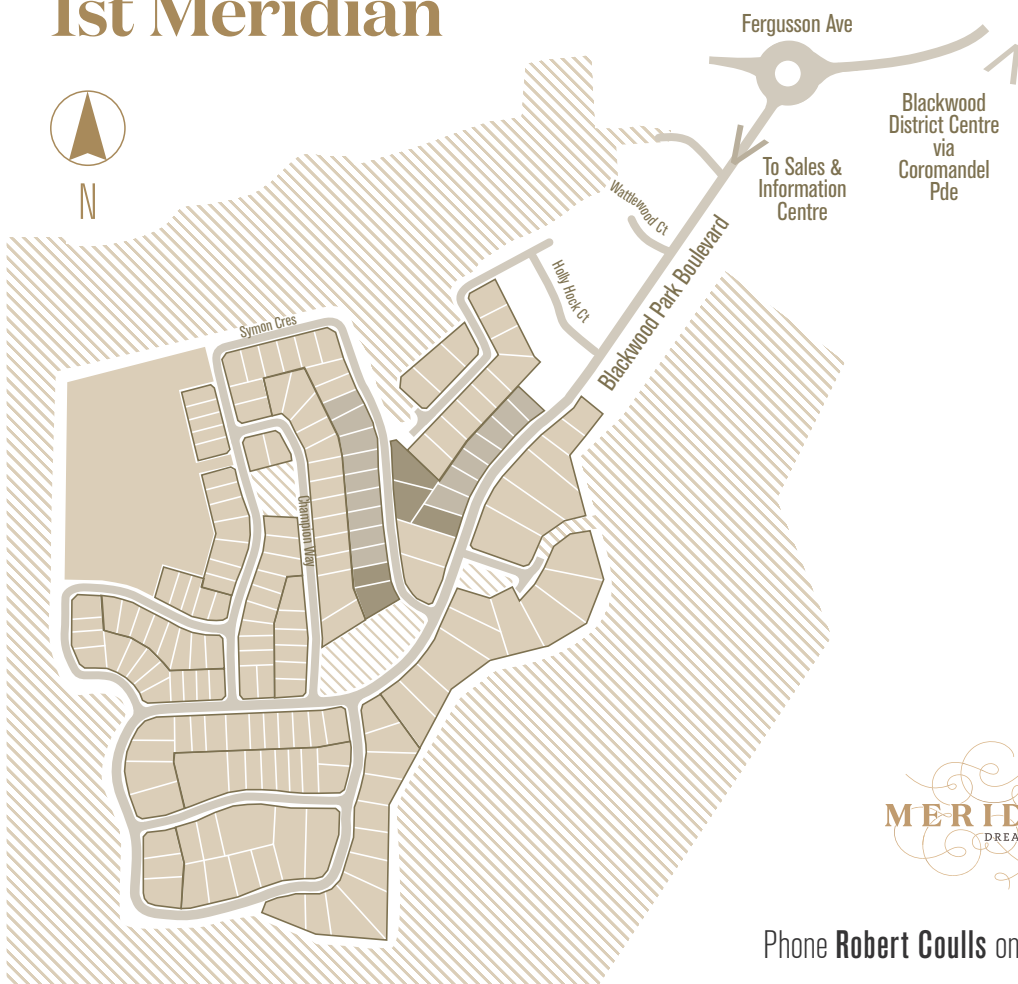 1st Meridian
Fergusson Ave
N
Blackwood
District Centre
via
Coromandel
Pde
To Sales &
Information
Centre
Wattlewood Ct
Holly Hock Ct
Blackwood Park Boulevard
Symon Cres
Champion Way
MERID
DREA
Phone Robert Coulls on